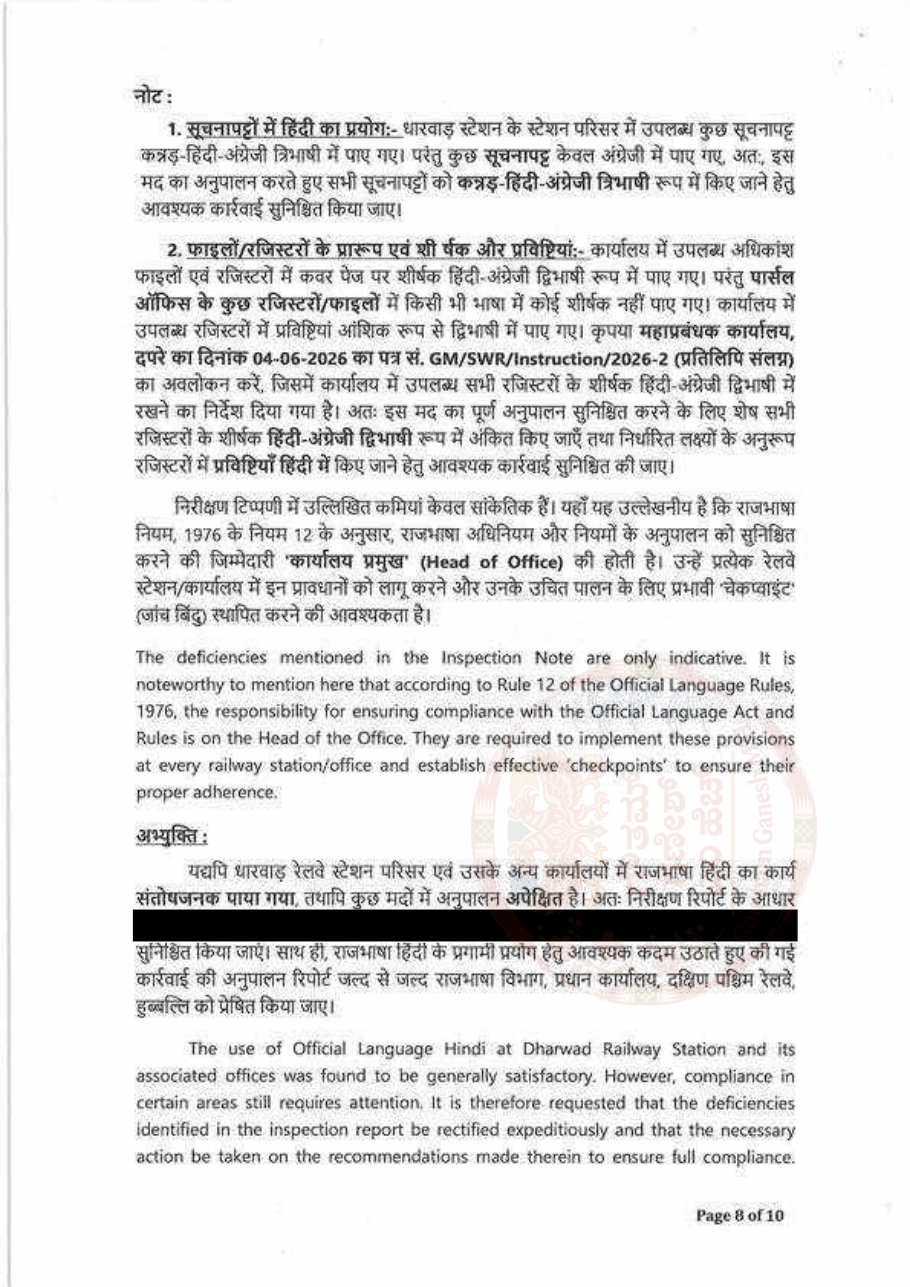 नोट :
1. सूचनापट्टों में हिंदी का प्रयोग:- धारवाड़ स्टेशन के स्टेशन परिसर में उपलब्ध कुछ सूचनापट्ट
कन्नड़-हिंदी-अंग्रेजी त्रिभाषी में पाए गए। परंतु कुछ सूचनापट्ट केवल अंग्रेजी में पाए गए, अत:, इस
मद का अनुपालन करते हुए सभी सूचनापट्टों को कन्नड़-हिंदी-अंग्रेजी त्रिभाषी रूप में किए जाने हेतु
आवश्यक कार्रवाई सुनिश्चित किया जाए।
2. फाइलों/रजिस्टरों के प्रारूप एवं शी र्षक और प्रविष्टियां:- कार्यालय में उपलब्ध अधिकांश
फाइलों एवं रजिस्टरों में कवर पेज पर शीर्षक हिंदी-अंग्रेजी द्विभाषी रूप में पाए गए। परंतु पार्सल
ऑफिस के कुछ रजिस्टरों/फाइलों में किसी भी भाषा में कोई शीर्षक नहीं पाए गए। कार्यालय में
उपलब्ध रजिस्टरों में प्रविष्टियां आंशिक रूप से द्विभाषी में पाए गए। कृपया महाप्रबंधक कार्यालय,
दपरे का दिनांक 04-06-2026 का पत्र सं. GM/SWR/Instruction/2026-2 (प्रतिलिपि संलग्न)
का अवलोकन करें, जिसमें कार्यालय में उपलब्ध सभी रजिस्टरों के शीर्षक हिंदी-अंग्रेजी द्विभाषी में
रखने का निर्देश दिया गया है। अतः इस मद का पूर्ण अनुपालन सुनिश्चित करने के लिए शेष सभी
रजिस्टरों के शीर्षक हिंदी-अंग्रेजी द्विभाषी रूप में अंकित किए जाएँ तथा निर्धारित लक्ष्यों के अनुरूप
रजिस्टरों में प्रविष्टियाँ हिंदी में किए जाने हेतु आवश्यक कार्रवाई सुनिश्चित की जाए।
निरीक्षण टिप्पणी में उल्लिखित कमियां केवल सांकेतिक हैं। यहाँ यह उल्लेखनीय है कि राजभाषा
नियम, 1976 के नियम 12 के अनुसार, राजभाषा अधिनियम और नियमों के अनुपालन को सुनिश्चित
करने की जिम्मेदारी 'कार्यालय प्रमुख' (Head of Office) की होती है। उन्हें प्रत्येक रेलवे
स्टेशन/कार्यालय में इन प्रावधानों को लागू करने और उनके उचित पालन के लिए प्रभावी 'चेकप्वाइंट'
(जांच बिंदु) स्थापित करने की आवश्यकता है।
The deficiencies mentioned in the Inspection Note are only indicative. It is
noteworthy to mention here that according to Rule 12 of the Official Language Rules,
1976, the responsibility for ensuring compliance with the Official Language Act and
Rules is on the Head of the Office. They are required to implement these provisions
at every railway station/office and establish effective 'checkpoints' to ensure their
proper adherence.
अभ्युक्ति :
यद्यपि धारवाड़ रेलवे स्टेशन परिसर एवं उसके अन्य कार्यालयों में राजभाषा हिंदी का कार्य
संतोषजनक पाया गया, तथापि कुछ मदों में अनुपालन अपेक्षित है। अतः निरीक्षण रिपोर्ट के आधार
सुनिश्चित किया जाएं। साथ ही, राजभाषा हिंदी के प्रगामी प्रयोग हेतु आवश्यक कदम उठाते हुए की गई
कार्रवाई की अनुपालन रिपोर्ट जल्द से जल्द राजभाषा विभाग, प्रधान कार्यालय, दक्षिण पश्चिम रेलवे,
हुब्बल्लि को प्रेषित किया जाए।
The use of Official Language Hindi at Dharwad Railway Station and its
associated offices was found to be generally satisfactory. However, compliance in
certain areas still requires attention. It is therefore requested that the deficiencies
identified in the inspection report be rectified expeditiously and that the necessary
action be taken on the recommendations made therein to ensure full compliance.
Page 8 of 10